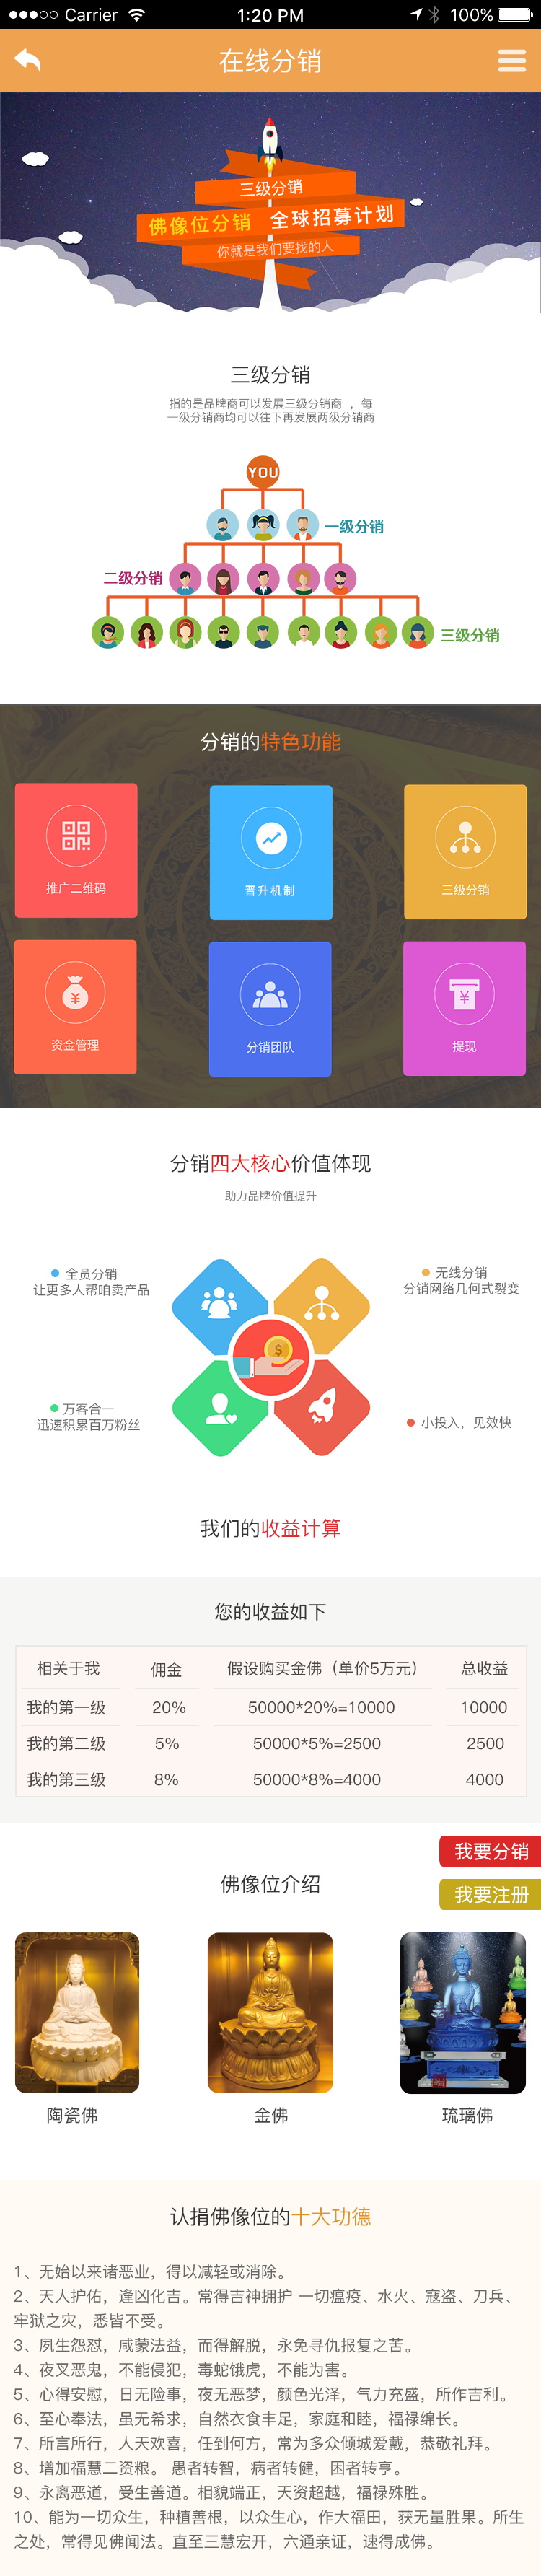 Carrier
1:20 PM
100%
在线分销
三级分销
佛像位分销 全球招募计划
你就是我们要找的人
三级分销
指的是品牌商可以发展三级分销商 ，每
一级分销商均可以往下再发展两级分销商
YOU
一级分销
二级分销
三级分销
分销的特色功能
推广二维码
晋升机制
三级分销
资金管理
分销团队
提现
分销四大核心价值体现
助力品牌价值提升
全员分销
让更多人帮咱卖产品
无线分销
分销网络几何式裂变
万客合一
迅速积累百万粉丝
小投入，见效快
我们的收益计算
您的收益如下
相关于我 佣金 假设购买金佛（单价5万元） 总收益
我的第一级 20% 50000*20%=10000 10000
我的第二级 5% 50000*5%=2500 2500
我的第三级 8% 50000*8%=4000 4000
我要分销
佛像位介绍
我要注册
陶瓷佛
金佛
琉璃佛
认捐佛像位的十大功德
1、无始以来诸恶业，得以减轻或消除。
2、天人护佑，逢凶化吉。常得吉神拥护 一切瘟疫、水火、寇盗、刀兵、
牢狱之灾，悉皆不受。
3、夙生怨怼，咸蒙法益，而得解脱，永免寻仇报复之苦。
4、夜叉恶鬼，不能侵犯，毒蛇饿虎，不能为害。
5、心得安慰，日无险事，夜无恶梦，颜色光泽，气力充盛，所作吉利。
6、至心奉法，虽无希求，自然衣食丰足，家庭和睦，福禄绵长。
7、所言所行，人天欢喜，任到何方，常为多众倾城爱戴，恭敬礼拜。
8、增加福慧二资粮。 愚者转智，病者转健，困者转亨。
9、永离恶道，受生善道。相貌端正，天资超越，福禄殊胜。
10、能为一切众生，种植善根，以众生心，作大福田，获无量胜果。所生
之处，常得见佛闻法。直至三慧宏开，六通亲证，速得成佛。